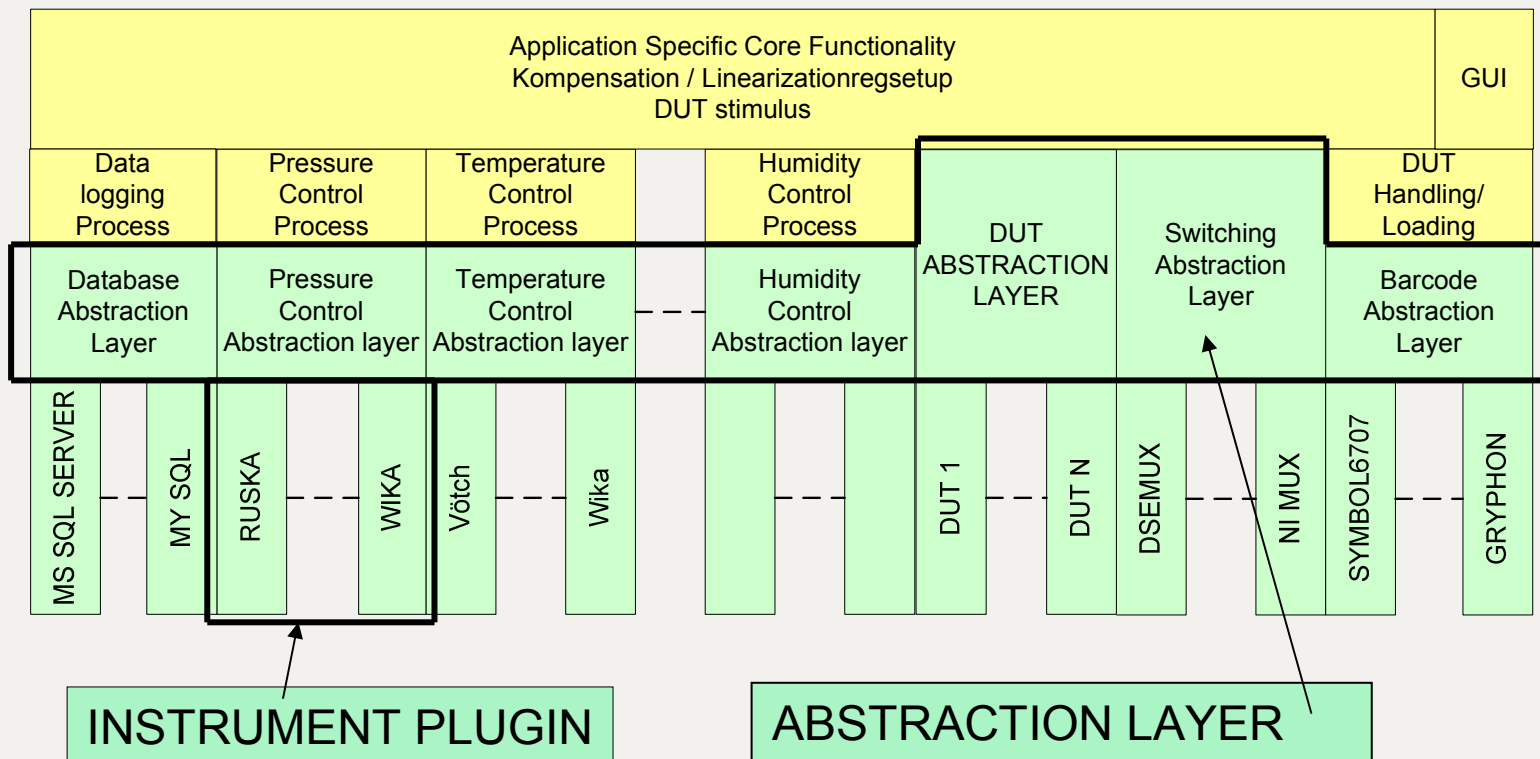 Application Specific Core Functionality
Kompensation / Linearizationregsetup
DUT stimulus
GUI
Data
logging
Process
Pressure
Control
Process
Temperature
Control
Process
Humidity
Control
Process
DUT
ABSTRACTION
LAYER
Switching
Abstraction
Layer
DUT
Handling/
Loading
Database
Abstraction
Layer
Pressure
Control
Abstraction layer
Temperature
Control
Abstraction layer
Humidity
Control
Abstraction layer
Barcode
Abstraction
Layer
MS SQL SERVER
MY SQL
RUSKA
WIKA
Vötch
Wika
DUT 1
DUT N
DSEMUX
NI MUX
SYMBOL6707
GRYPHON
INSTRUMENT PLUGIN
ABSTRACTION LAYER